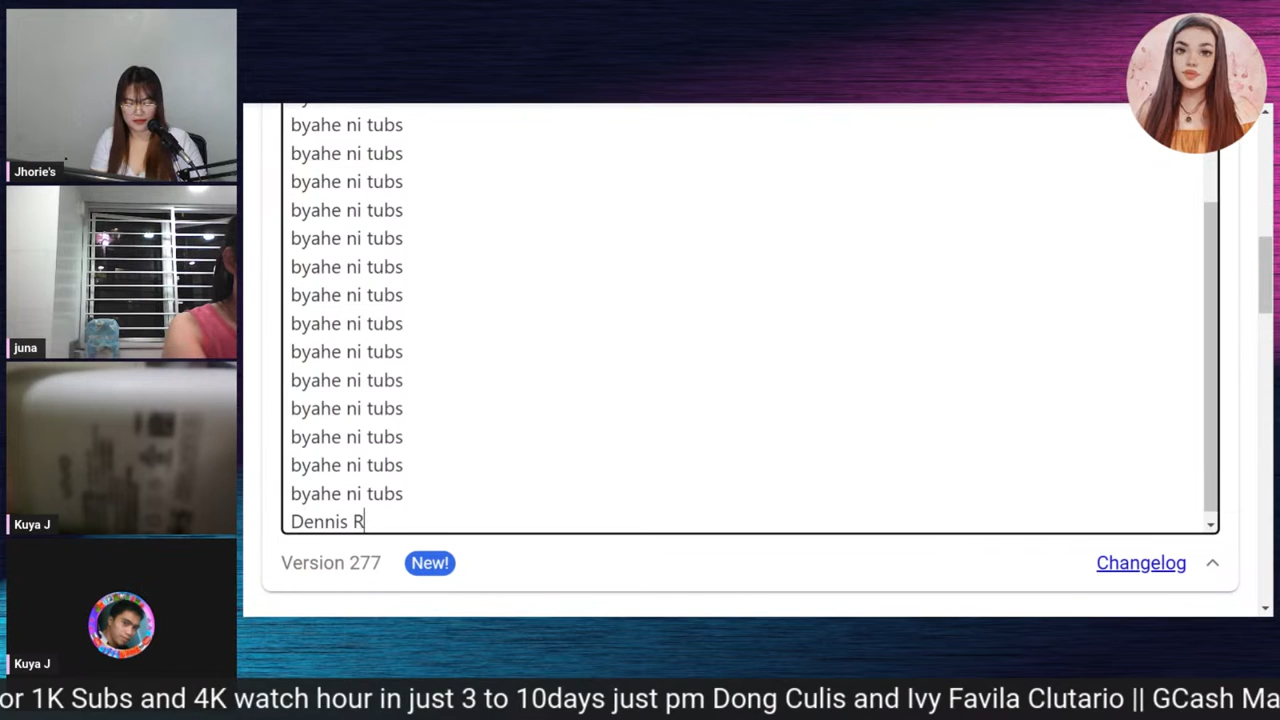 Jhorie's
juna
Kuya J
Kuya J
byahe ni tubs
byahe ni tubs
byahe ni tubs
byahe ni tubs
byahe ni tubs
byahe ni tubs
byahe ni tubs
byahe ni tubs
byahe ni tubs
byahe ni tubs
byahe ni tubs
byahe ni tubs
byahe ni tubs
byahe ni tubs
Dennis R
Version 277 New! Changelog
or 1K Subs and 4K watch hour in just 3 to 10days just pm Dong Culis and Ivy Favila Clutario || GCash Ma